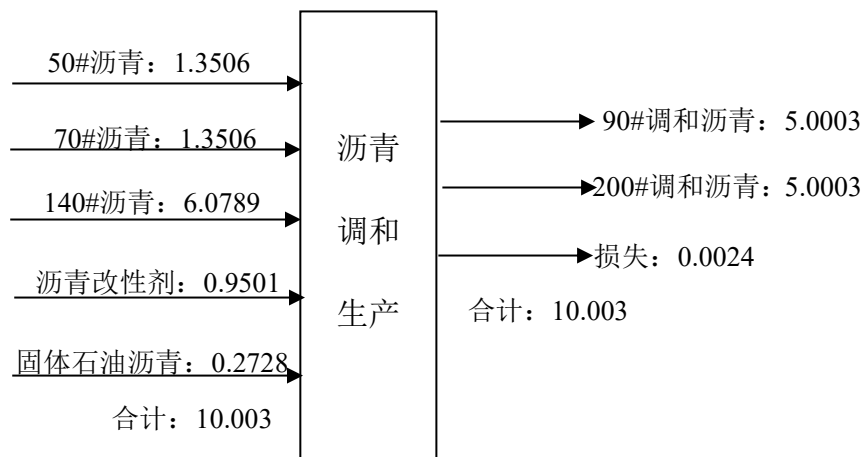 50#沥青：1.3506
70#沥青：1.3506
140#沥青：6.0789
沥青改性剂：0.9501
固体石油沥青：0.2728
合计：10.003
沥青
调和
生产
90#调和沥青：5.0003
200#调和沥青：5.0003
损失：0.0024
合计：10.003